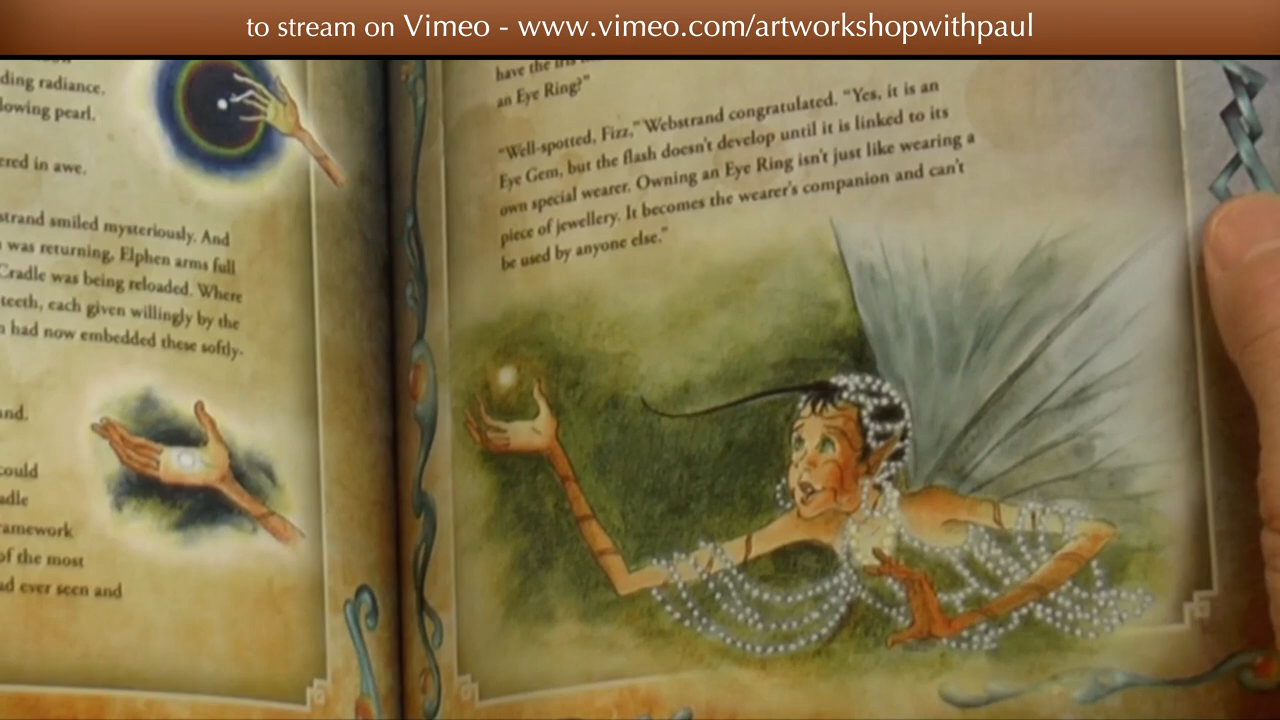 to stream on Vimeo - www.vimeo.com/artworkshopwithpaul
ding radiance,
lowing pearl.
ered in awe.
strand smiled mysteriously. And
was returning, Elphen arms full
Cradle was being reloaded. Where
teeth, each given willingly by the
had now embedded these softly-
and.
could
adle
amework
of the most
ad ever seen and
have the
an Eye Ring?”
“Well-spotted, Fizz,” Webstrand congratulated. “Yes, it is an
Eye Gem, but the flash doesn't develop until it is linked to its
own special wearer. Owning an Eye Ring isn't just like wearing a
piece of jewellery. It becomes the wearer's companion and can't
be used by anyone else.”